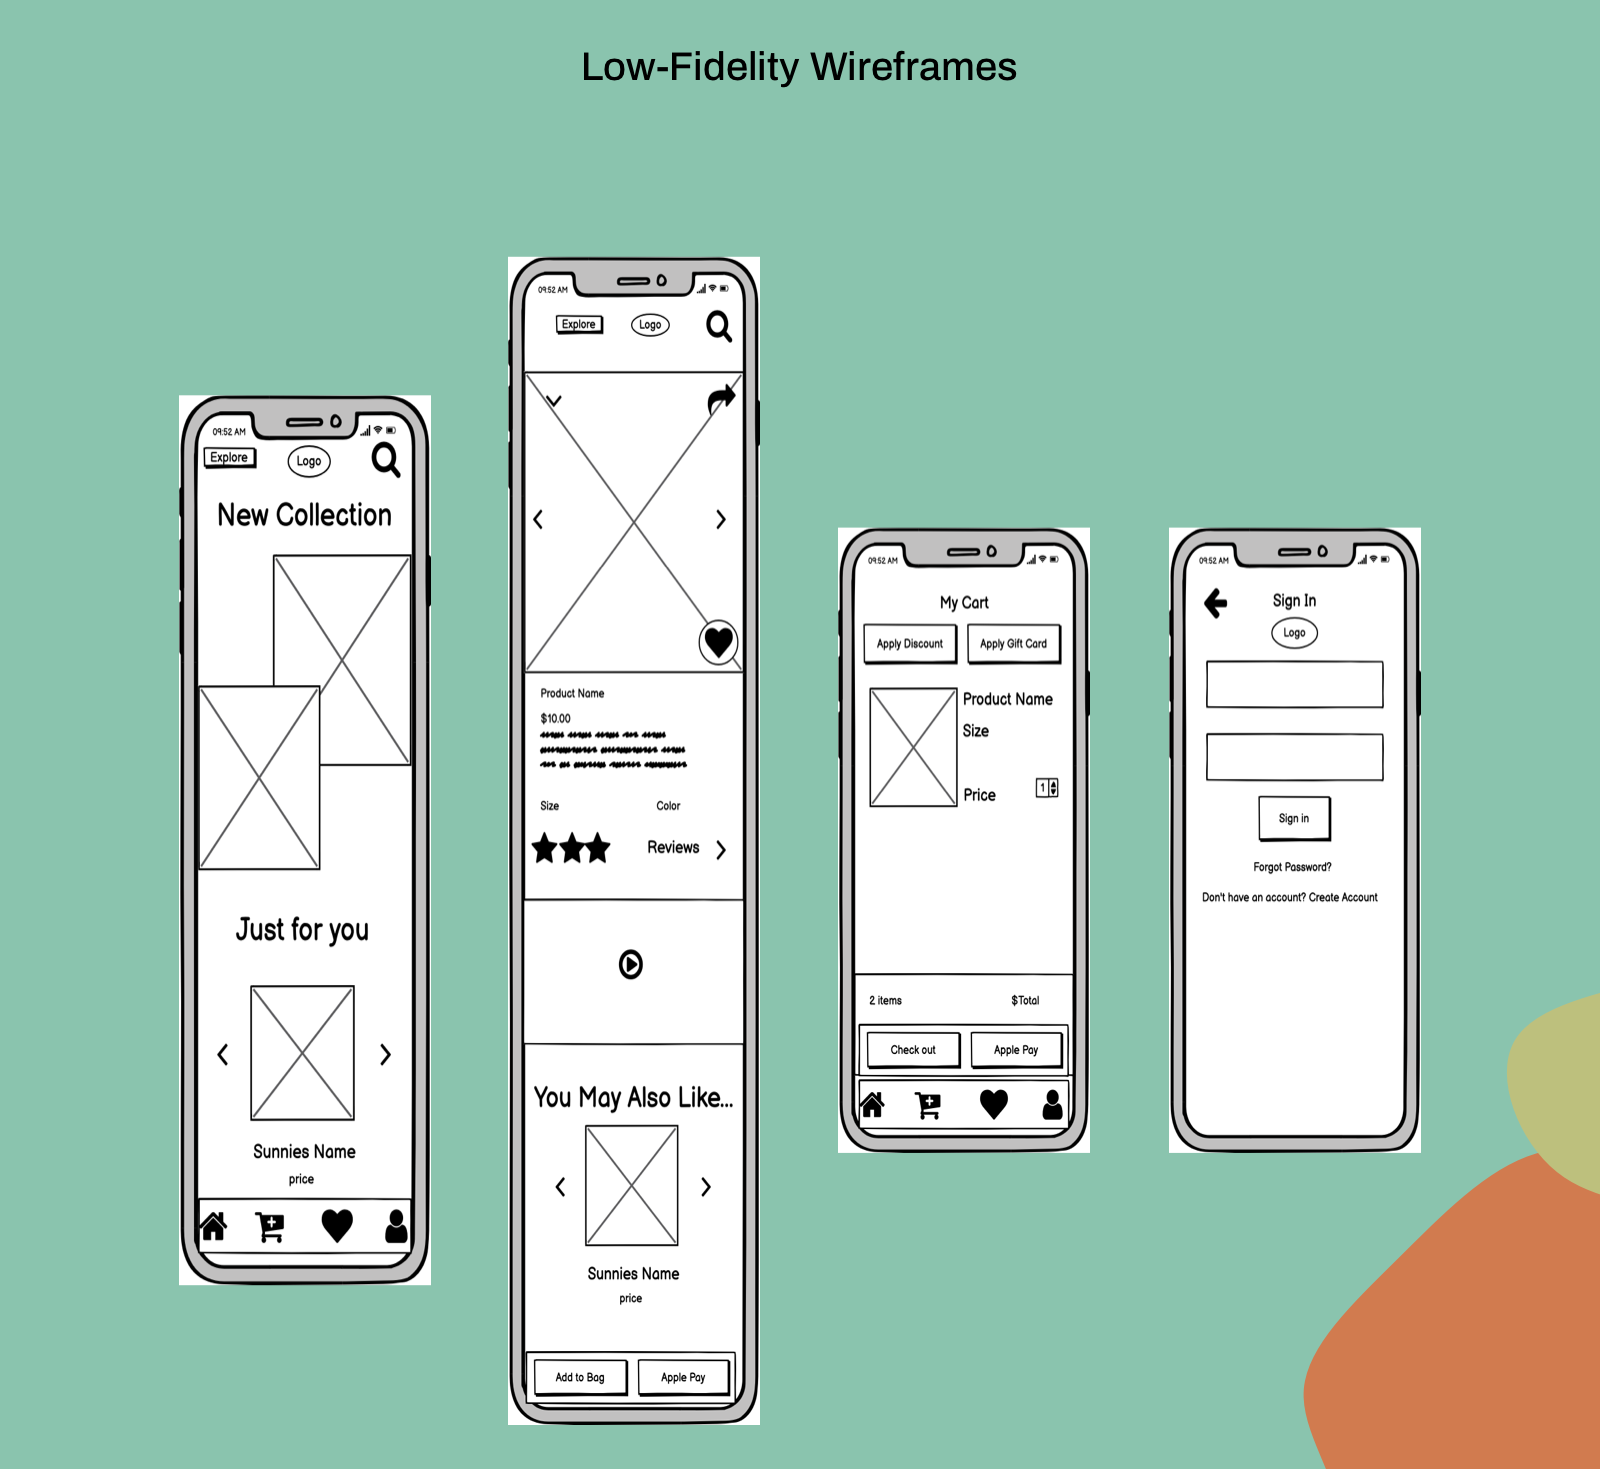 Low-Fidelity Wireframes
09:52 AM
Explore
Logo
New Collection
Just for you
Sunnies Name
price
09:52 AM
Explore
Logo
Product Name
$10.00
Size
Color
Reviews
You May Also Like...
Sunnies Name
price
Add to Bag
Apple Pay
09:52 AM
My Cart
Apply Discount
Apply Gift Card
Product Name
Size
Price
1
2 items
$Total
Check out
Apple Pay
09:52 AM
Sign In
Logo
Sign in
Forgot Password?
Don't have an account? Create Account